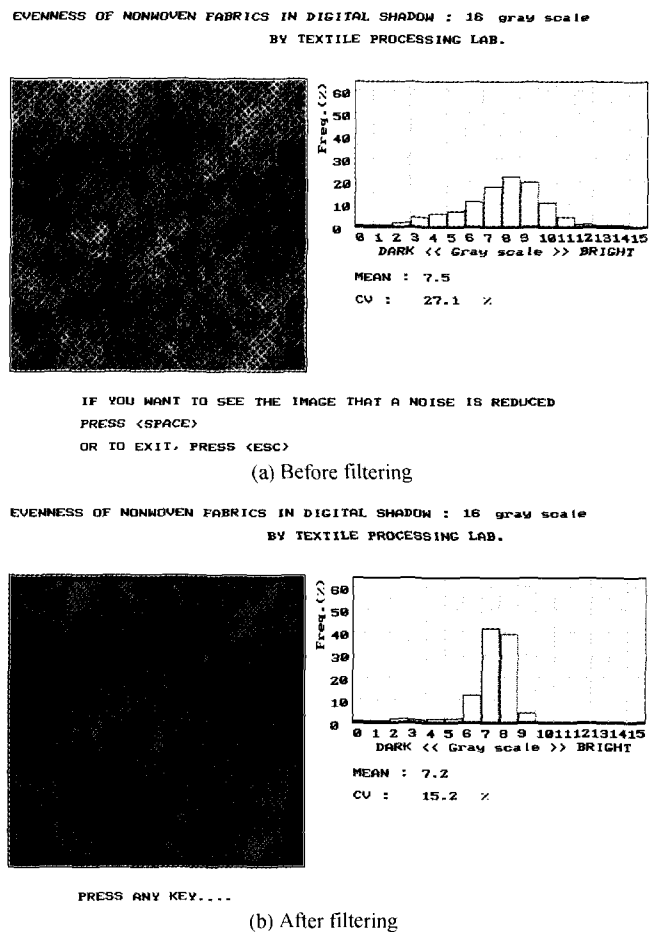 EVENNESS OF NONWOVEN FABRICS IN DIGITAL SHADOW : 16 gray scale
BY TEXTILE PROCESSING LAB.
Freq.(%)
60
50
40
30
20
10
0
0 1 2 3 4 5 6 7 8 9 10 11 12 13 14 15
DARK << Gray scale >> BRIGHT
MEAN : 7.5
CV : 27.1 %
IF YOU WANT TO SEE THE IMAGE THAT A NOISE IS REDUCED
PRESS <SPACE>
OR TO EXIT, PRESS <ESC>
(a) Before filtering
EVENNESS OF NONWOVEN FABRICS IN DIGITAL SHADOW : 16 gray scale
BY TEXTILE PROCESSING LAB.
Freq.(%)
60
50
40
30
20
10
0
0 1 2 3 4 5 6 7 8 9 10 11 12 13 14 15
DARK << Gray scale >> BRIGHT
MEAN : 7.2
CV : 15.2 %
PRESS ANY KEY....
(b) After filtering